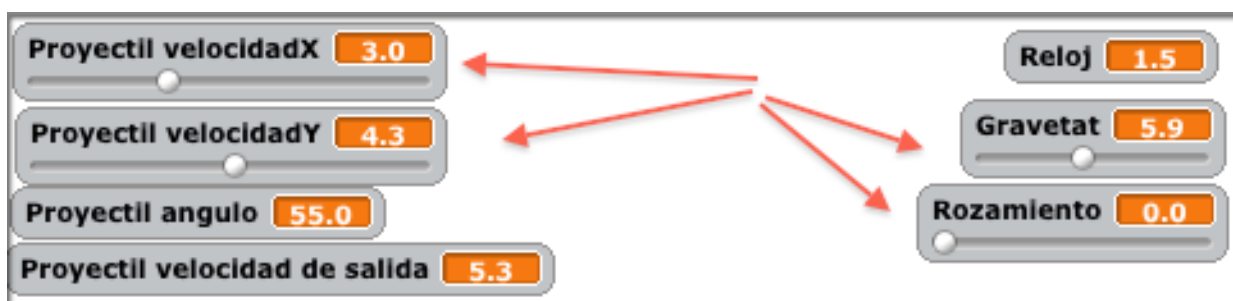 Proyectil velocidadX 3.0
Proyectil velocidadY 4.3
Proyectil angulo 55.0
Proyectil velocidad de salida 5.3
Reloj 1.5
Gravetat 5.9
Rozamiento 0.0